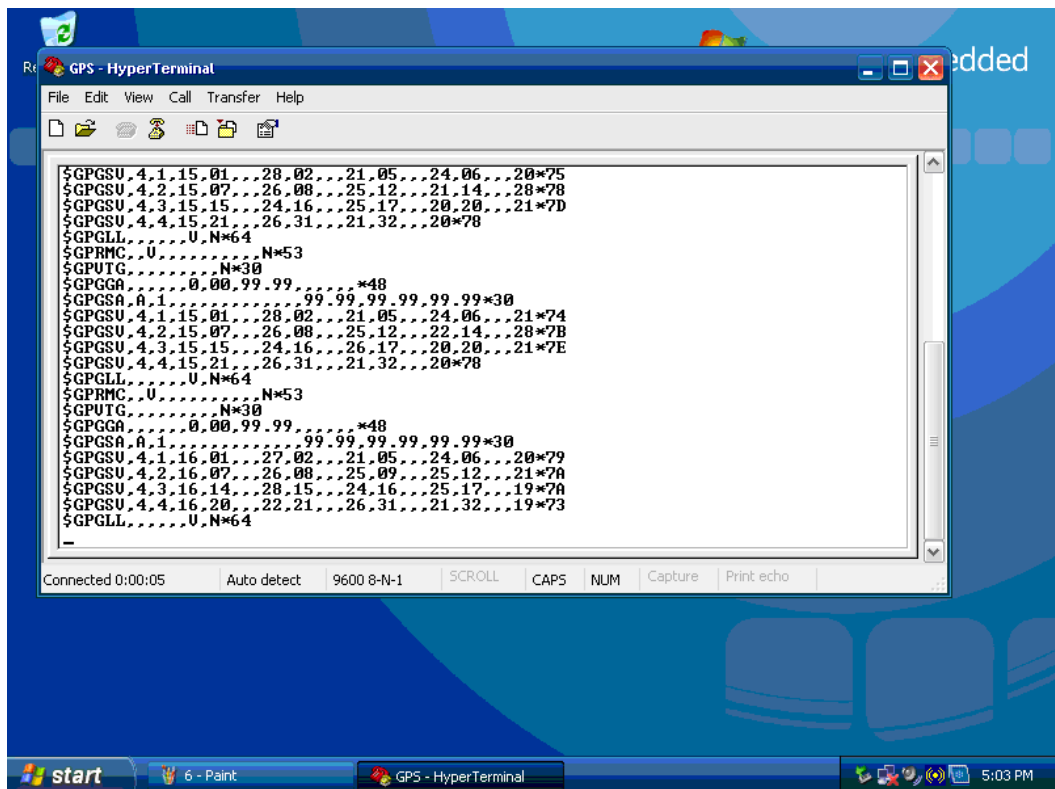 Re
edded
GPS - HyperTerminal
File Edit View Call Transfer Help
$GPGSV,4,1,15,01,,,28,02,,,21,05,,,24,06,,,20*75
$GPGSV,4,2,15,07,,,26,08,,,25,12,,,21,14,,,28*78
$GPGSV,4,3,15,15,,,24,16,,,25,17,,,20,20,,,21*7D
$GPGSV,4,4,15,21,,,26,31,,,21,32,,,20*78
$GPGLL,,,,,,V,N*64
$GPRMC,,V,,,,,,,,,,N*53
$GPVTG,,,,,,,,,N*30
$GPGGA,,,,,,0,00,99.99,,,,,,*48
$GPGSA,A,1,,,,,,,,,,,,,99.99,99.99,99.99*30
$GPGSV,4,1,15,01,,,28,02,,,21,05,,,24,06,,,21*74
$GPGSV,4,2,15,07,,,26,08,,,25,12,,,22,14,,,28*7B
$GPGSV,4,3,15,15,,,24,16,,,26,17,,,20,20,,,21*7E
$GPGSV,4,4,15,21,,,26,31,,,21,32,,,20*78
$GPGLL,,,,,,V,N*64
$GPRMC,,V,,,,,,,,,,N*53
$GPVTG,,,,,,,,,N*30
$GPGGA,,,,,,0,00,99.99,,,,,,*48
$GPGSA,A,1,,,,,,,,,,,,,99.99,99.99,99.99*30
$GPGSV,4,1,16,01,,,27,02,,,21,05,,,24,06,,,20*79
$GPGSV,4,2,16,07,,,26,08,,,25,09,,,25,12,,,21*7A
$GPGSV,4,3,16,14,,,28,15,,,24,16,,,25,17,,,19*7A
$GPGSV,4,4,16,20,,,22,21,,,26,31,,,21,32,,,19*73
$GPGLL,,,,,,V,N*64
_
Connected 0:00:05 Auto detect 9600 8-N-1 SCROLL CAPS NUM Capture Print echo
start 6 - Paint GPS - HyperTerminal 5:03 PM